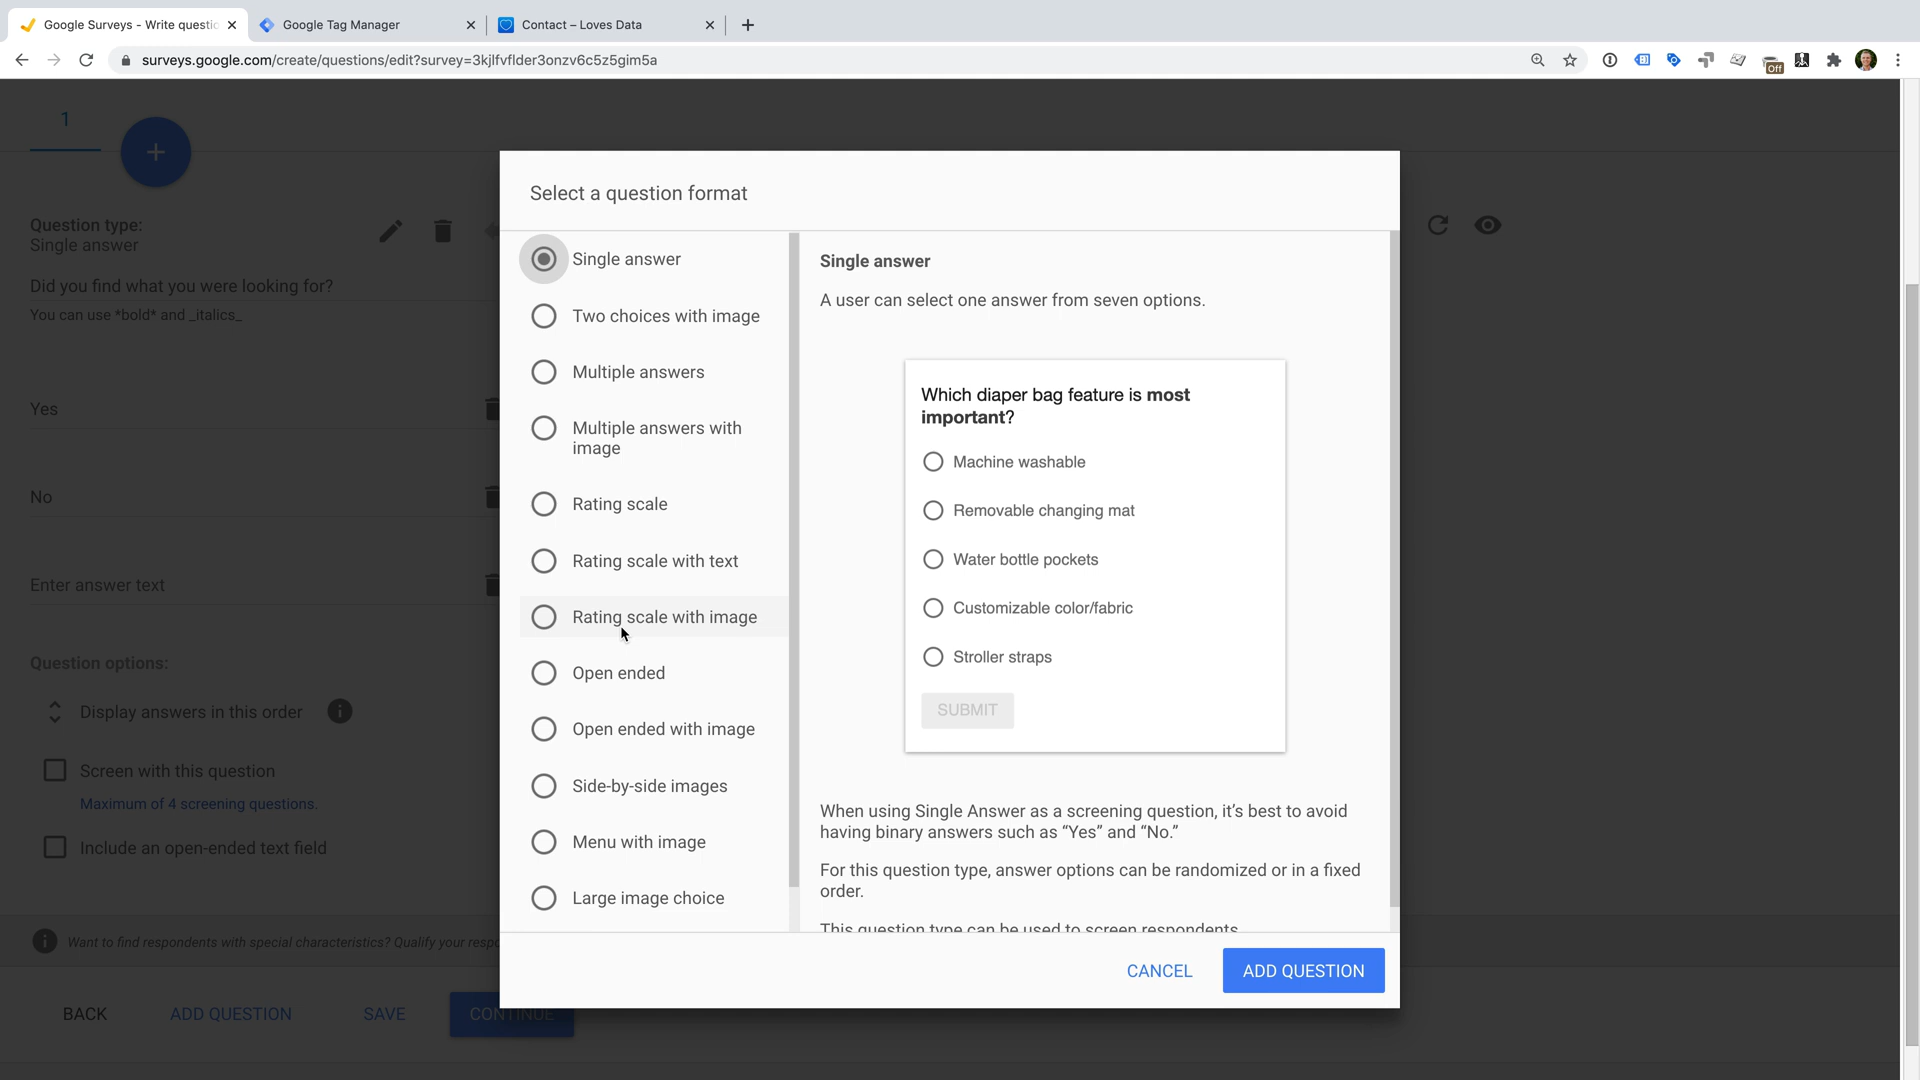 Google Surveys - Write questio
Google Tag Manager
Contact – Loves Data
surveys.google.com/create/questions/edit?survey=3kjlfvflder3onzv6c5z5gim5a
Off
1
Question type:
Single answer
Did you find what you were looking for?
You can use *bold* and _italics_
Yes
No
Enter answer text
Question options:
Display answers in this order
Screen with this question
Maximum of 4 screening questions.
Include an open-ended text field
Want to find respondents with special characteristics? Qualify your respo
BACK
ADD QUESTION
SAVE
CONTINUE
Select a question format
Single answer
Two choices with image
Multiple answers
Multiple answers with
image
Rating scale
Rating scale with text
Rating scale with image
Open ended
Open ended with image
Side-by-side images
Menu with image
Large image choice
Single answer
A user can select one answer from seven options.
Which diaper bag feature is most
important?
Machine washable
Removable changing mat
Water bottle pockets
Customizable color/fabric
Stroller straps
SUBMIT
When using Single Answer as a screening question, it’s best to avoid
having binary answers such as “Yes” and “No.”
For this question type, answer options can be randomized or in a fixed
order.
This question type can be used to screen respondents.
CANCEL
ADD QUESTION